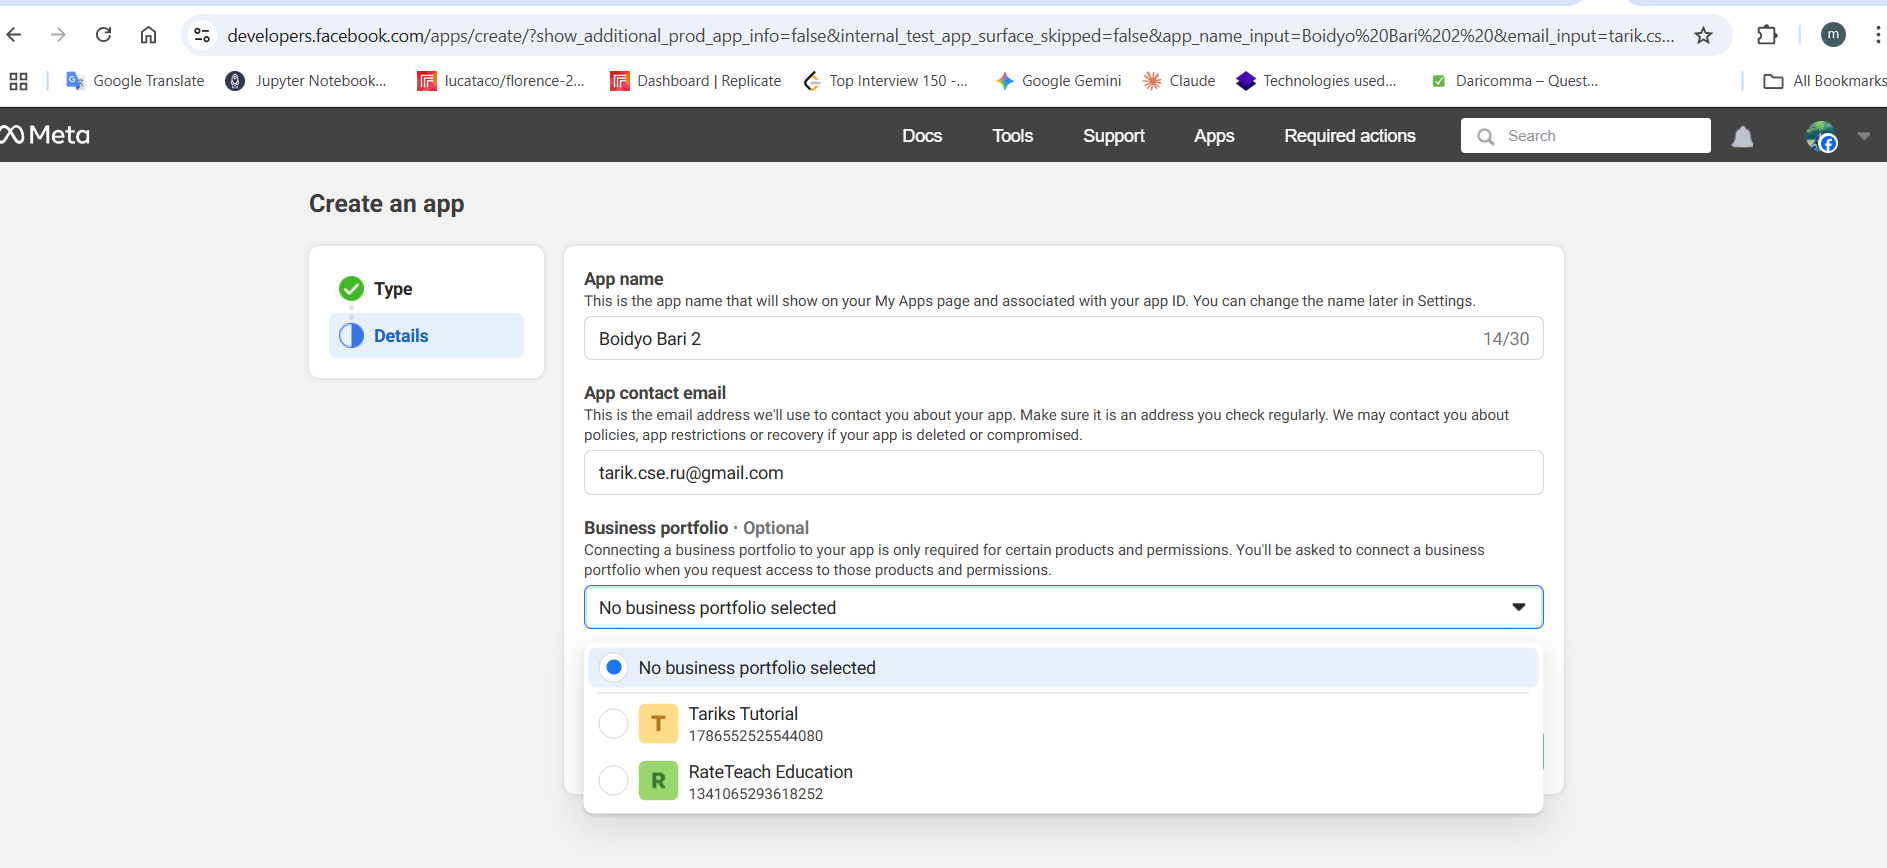 developers.facebook.com/apps/create/?show_additional_prod_app_info=false&internal_test_app_surface_skipped=false&app_name_input=Boidyo%20Bari%202%20&email_input=tarik.cs...
m
Google Translate
Jupyter Notebook...
lucataco/florence-2...
Dashboard | Replicate
Top Interview 150 -...
Google Gemini
Claude
Technologies used...
Daricomma – Quest...
All Bookmarks
Meta
Docs
Tools
Support
Apps
Required actions
Search
Create an app
Type
Details
App name
This is the app name that will show on your My Apps page and associated with your app ID. You can change the name later in Settings.
Boidyo Bari 2
14/30
App contact email
This is the email address we'll use to contact you about your app. Make sure it is an address you check regularly. We may contact you about
policies, app restrictions or recovery if your app is deleted or compromised.
tarik.cse.ru@gmail.com
Business portfolio · Optional
Connecting a business portfolio to your app is only required for certain products and permissions. You'll be asked to connect a business
portfolio when you request access to those products and permissions.
No business portfolio selected
No business portfolio selected
T
Tariks Tutorial
1786552525544080
R
RateTeach Education
1341065293618252